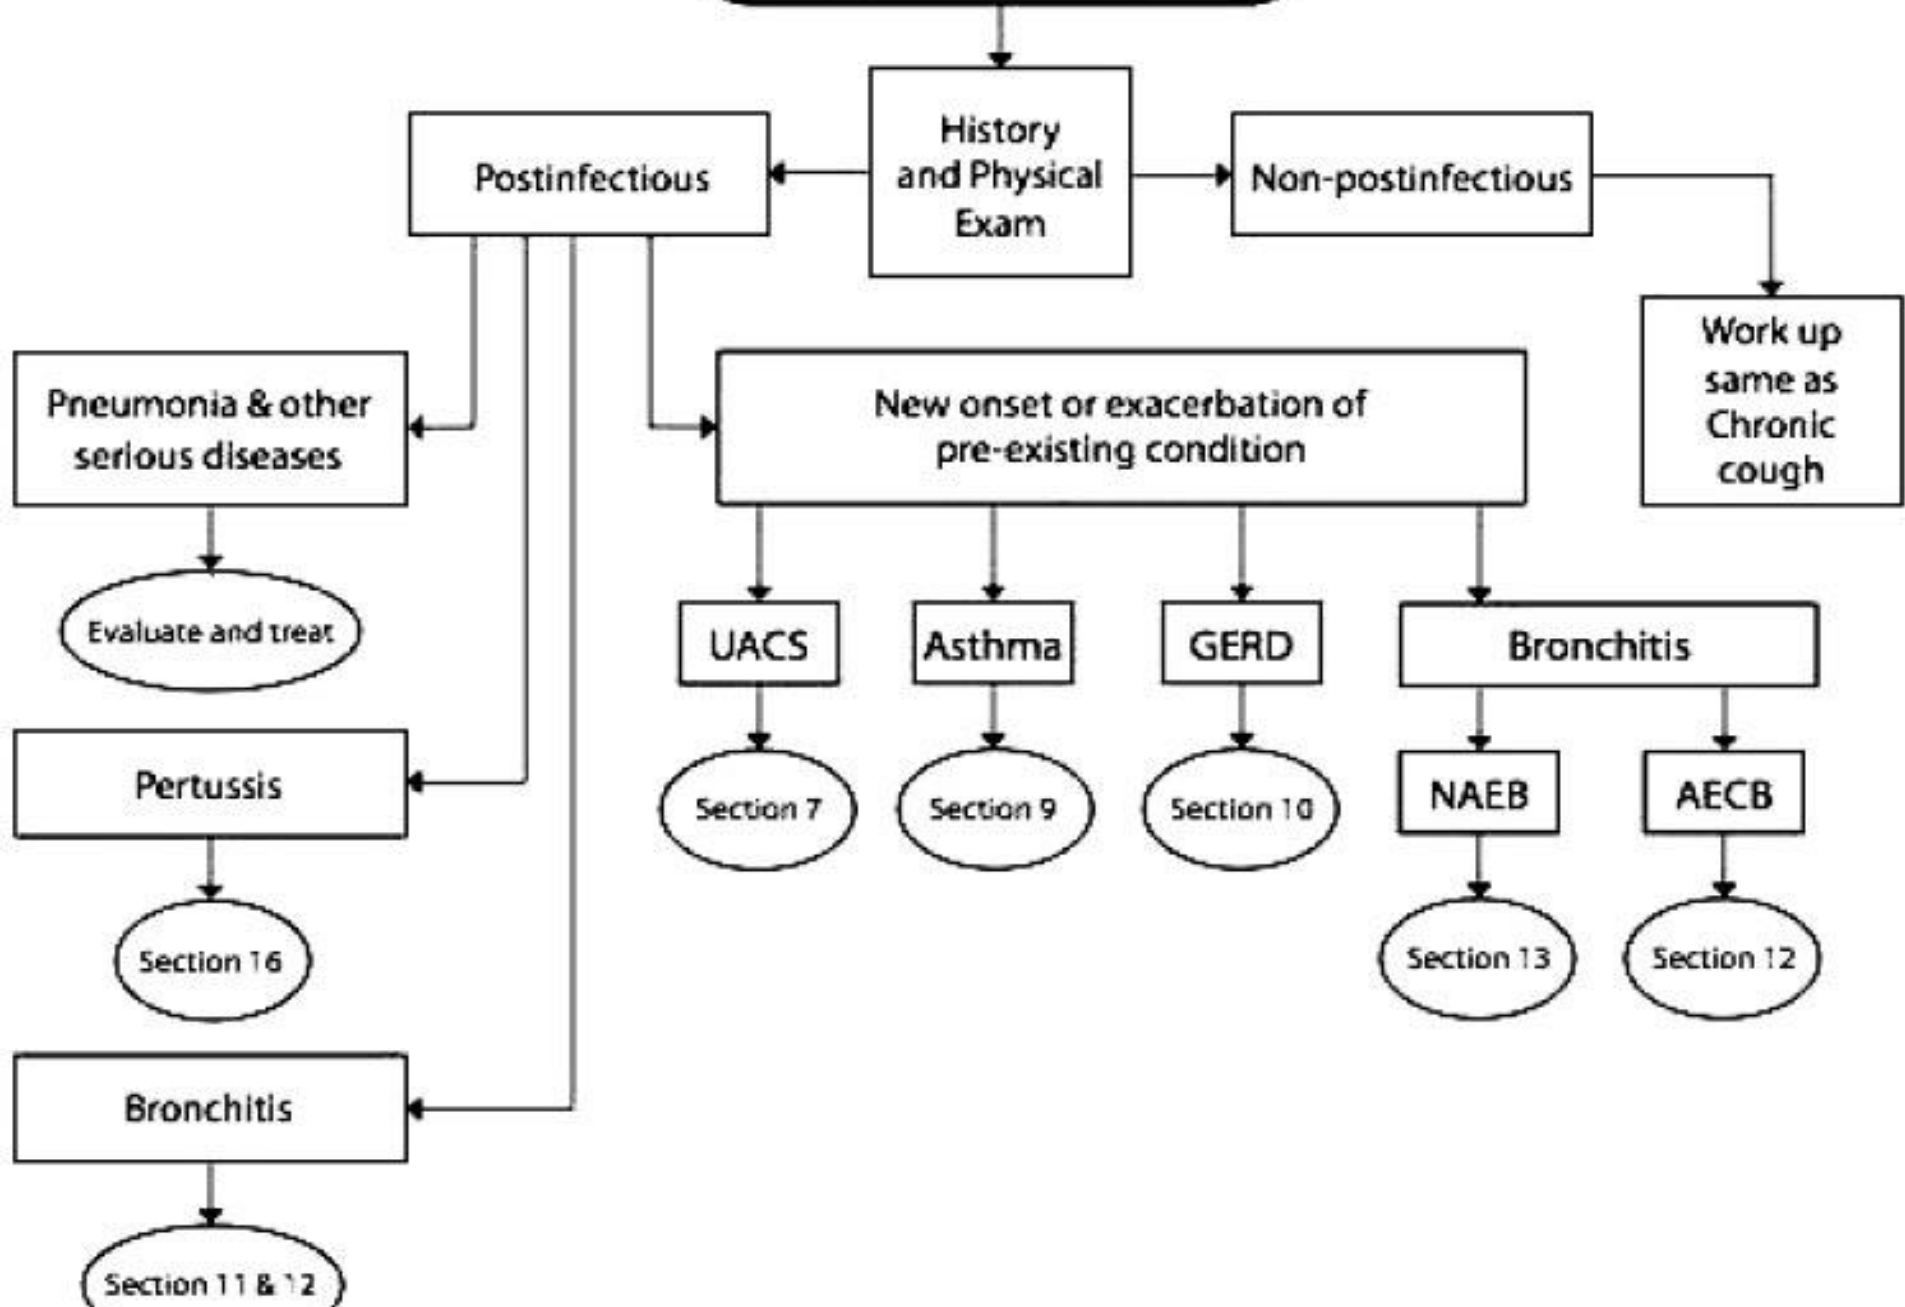 History
and Physical
Exam
Postinfectious
Non-postinfectious
Work up
same as
Chronic
cough
Pneumonia & other
serious diseases
New onset or exacerbation of
pre-existing condition
Evaluate and treat
UACS
Asthma
GERD
Bronchitis
Pertussis
Section 7
Section 9
Section 10
NAEB
AECB
Section 16
Section 13
Section 12
Bronchitis
Section 11 & 12